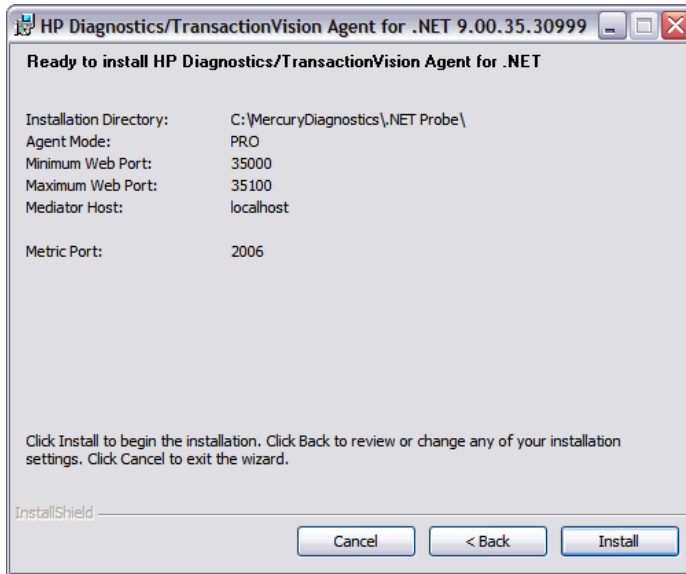 HP Diagnostics/TransactionVision Agent for .NET 9.00.35.30999
Ready to install HP Diagnostics/TransactionVision Agent for .NET
Installation Directory: C:\MercuryDiagnostics\.NET Probe\
Agent Mode: PRO
Minimum Web Port: 35000
Maximum Web Port: 35100
Mediator Host: localhost
Metric Port: 2006
Click Install to begin the installation. Click Back to review or change any of your installation
settings. Click Cancel to exit the wizard.
InstallShield
Cancel < Back Install